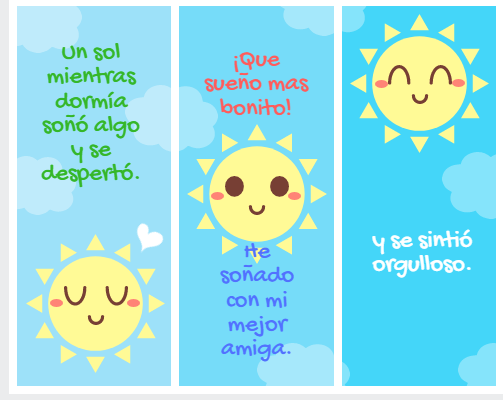 Un sol
mientras
dormía
soñó algo
y se
despertó.
¡Que
sueño mas
bonito!
He
soñado
con mi
mejor
amiga.
y se sintió
orgulloso.